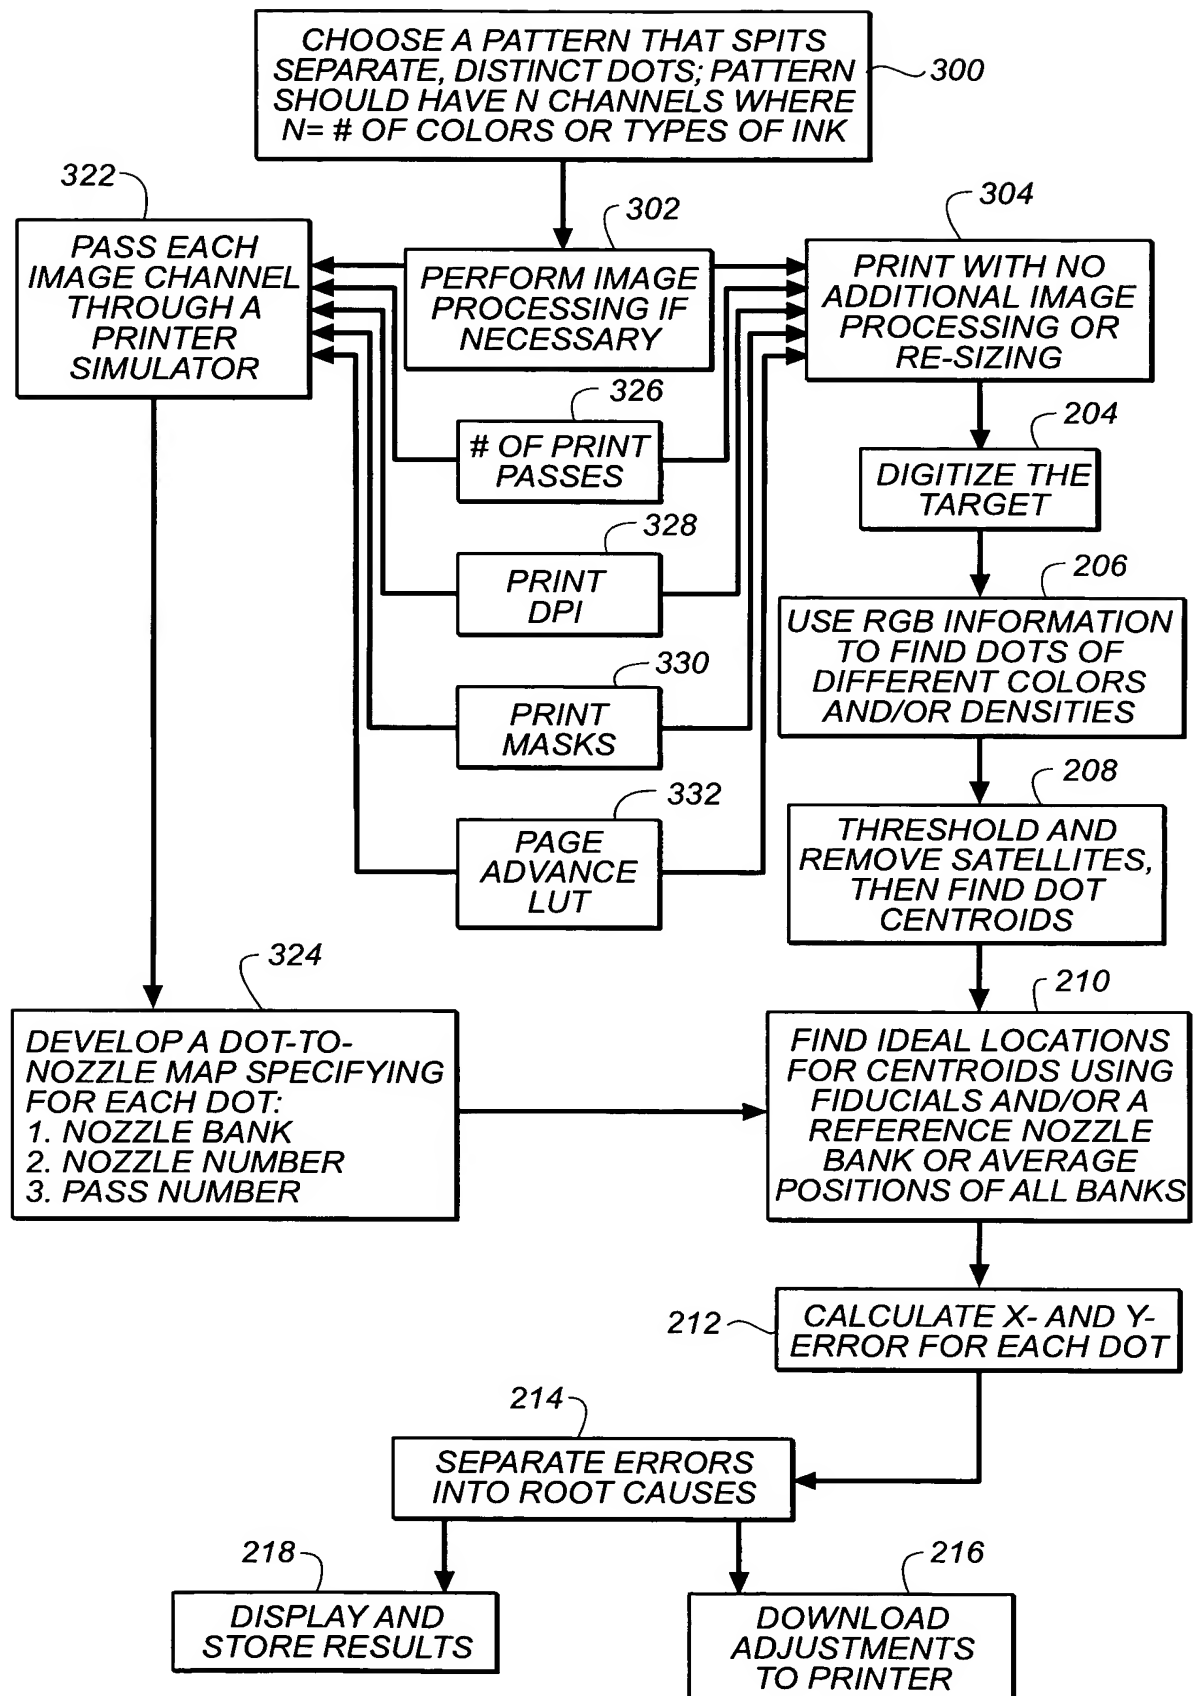 CHOOSE A PATTERN THAT SPITS
SEPARATE, DISTINCT DOTS; PATTERN
SHOULD HAVE N CHANNELS WHERE
N= # OF COLORS OR TYPES OF INK
300
322
PASS EACH
IMAGE CHANNEL
THROUGH A
PRINTER
SIMULATOR
302
PERFORM IMAGE
PROCESSING IF
NECESSARY
304
PRINT WITH NO
ADDITIONAL IMAGE
PROCESSING OR
RE-SIZING
326
# OF PRINT
PASSES
204
DIGITIZE THE
TARGET
328
PRINT
DPI
206
USE RGB INFORMATION
TO FIND DOTS OF
DIFFERENT COLORS
AND/OR DENSITIES
330
PRINT
MASKS
208
THRESHOLD AND
REMOVE SATELLITES,
THEN FIND DOT
CENTROIDS
332
PAGE
ADVANCE
LUT
324
DEVELOP A DOT-TO-
NOZZLE MAP SPECIFYING
FOR EACH DOT:
1. NOZZLE BANK
2. NOZZLE NUMBER
3. PASS NUMBER
210
FIND IDEAL LOCATIONS
FOR CENTROIDS USING
FIDUCIALS AND/OR A
REFERENCE NOZZLE
BANK OR AVERAGE
POSITIONS OF ALL BANKS
212
CALCULATE X- AND Y-
ERROR FOR EACH DOT
214
SEPARATE ERRORS
INTO ROOT CAUSES
218
DISPLAY AND
STORE RESULTS
216
DOWNLOAD
ADJUSTMENTS
TO PRINTER